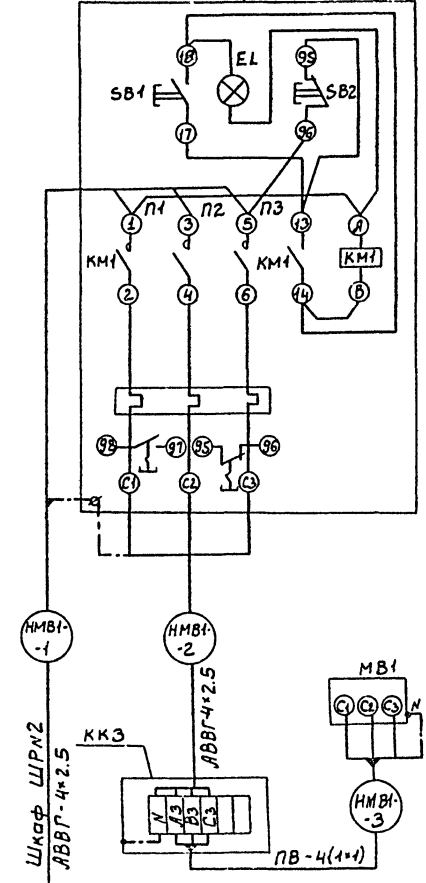 18 EL 95
SB1 SB2
17 96
1 П1 3 П2 5 П3 13 А
КМ1 КМ1 КМ1
2 4 6 14 В
98 97 95 96
С1 С2 С3
НМВ1-
-1
НМВ1-
-2
Шкаф ШР№2
АВВГ-4×2.5
АВВГ-4×2.5
ККЗ
N А3 В3 С3
МВ1
С1 С2 С3 N
НМВ1-
-3
ПВ-4(1×1)